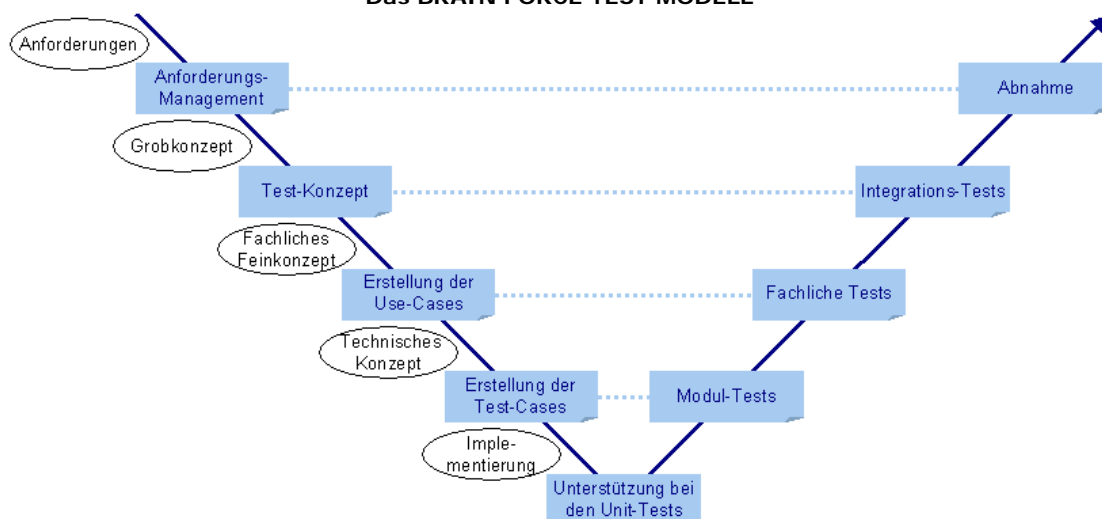 Das BRAIN FORCE TEST MODELL
Anforderungen
Anforderungs-
Management
Abnahme
Grobkonzept
Test-Konzept
Integrations-Tests
Fachliches
Feinkonzept
Erstellung der
Use-Cases
Fachliche Tests
Technisches
Konzept
Erstellung der
Test-Cases
Modul-Tests
Imple-
mentierung
Unterstützung bei
den Unit-Tests